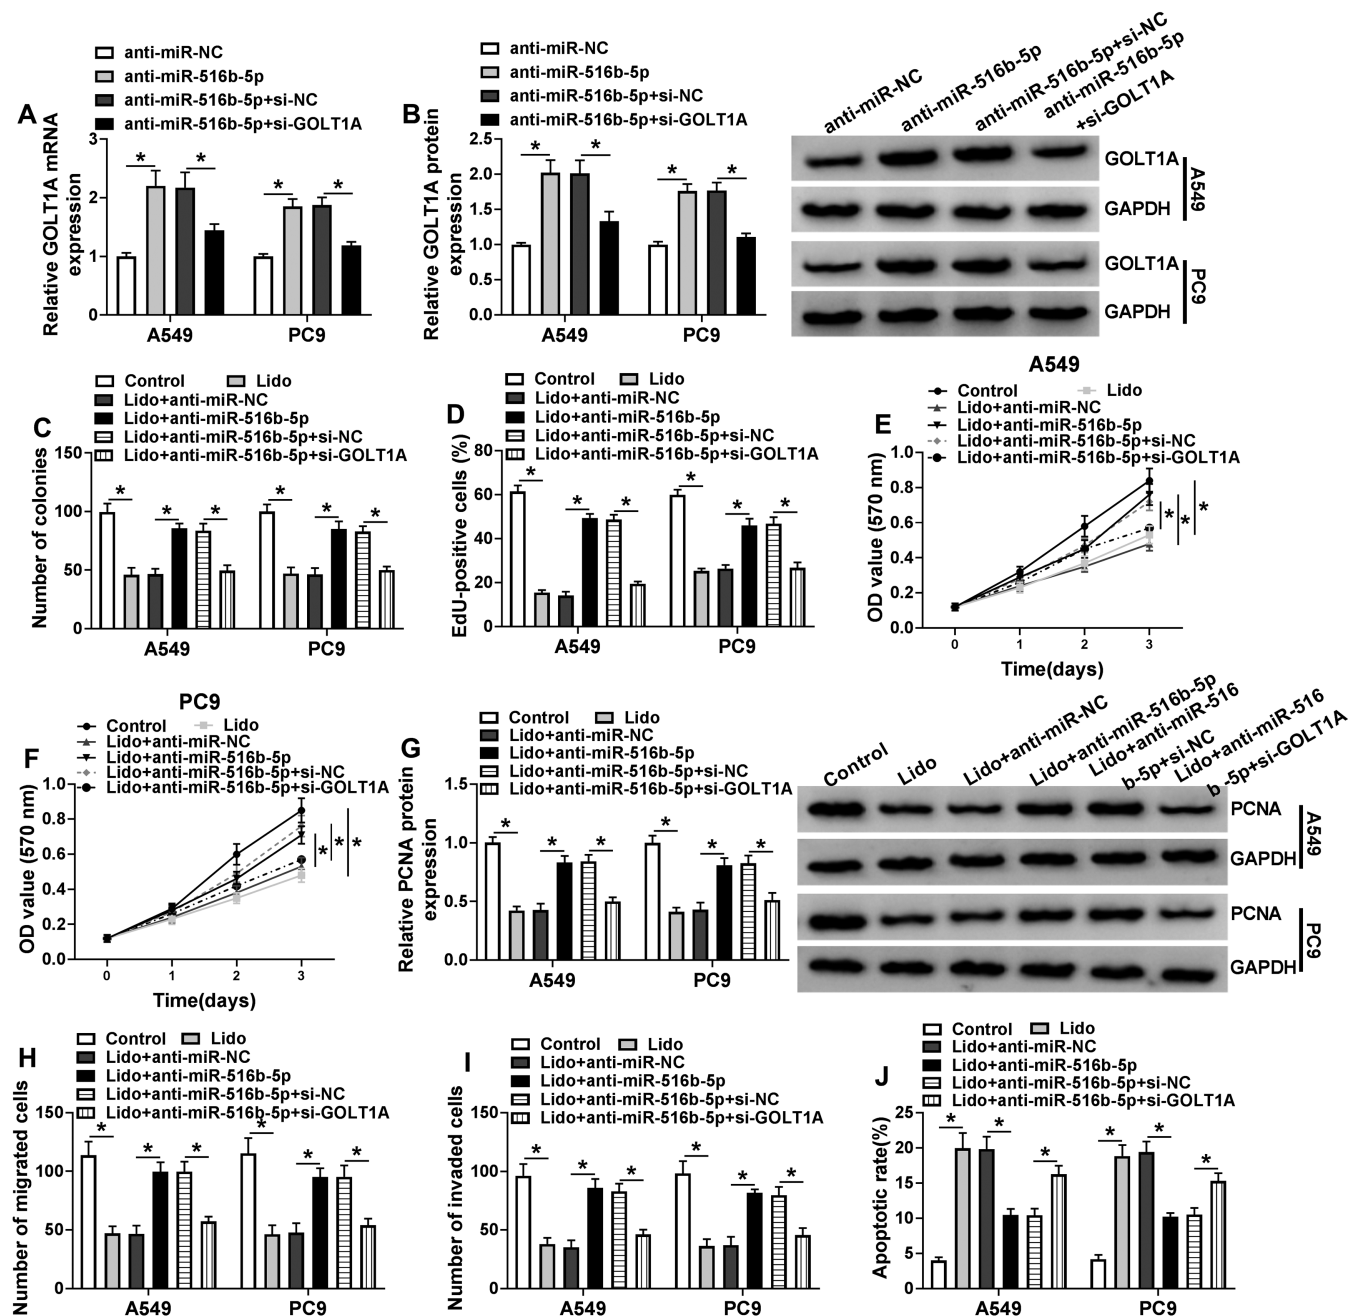 A
anti-miR-NC
anti-miR-516b-5p
anti-miR-516b-5p+si-NC
anti-miR-516b-5p+si-GOLT1A
Relative GOLT1A mRNA
expression
3
2
1
0
A549
PC9
B
anti-miR-NC
anti-miR-516b-5p
anti-miR-516b-5p+si-NC
anti-miR-516b-5p+si-GOLT1A
Relative GOLT1A protein
expression
2.5
2.0
1.5
1.0
0.5
0.0
A549
PC9
* * * *
* * * *
anti-miR-NC
anti-miR-516b-5p
anti-miR-516b-5p+si-NC
anti-miR-516b-5p
+si-GOLT1A
GOLT1A
GAPDH
A549
GOLT1A
GAPDH
PC9
C
Control
Lido
Lido+anti-miR-NC
Lido+anti-miR-516b-5p
Lido+anti-miR-516b-5p+si-NC
Lido+anti-miR-516b-5p+si-GOLT1A
Number of colonies
150
100
50
0
* * * * * *
A549
PC9
D
Control
Lido
Lido+anti-miR-NC
Lido+anti-miR-516b-5p
Lido+anti-miR-516b-5p+si-NC
Lido+anti-miR-516b-5p+si-GOLT1A
EdU-positive cells (%)
80
60
40
20
0
* * * * * *
A549
PC9
E
A549
Control
Lido
Lido+anti-miR-NC
Lido+anti-miR-516b-5p
Lido+anti-miR-516b-5p+si-NC
Lido+anti-miR-516b-5p+si-GOLT1A
OD value (570 nm)
1.0
0.8
0.6
0.4
0.2
0.0
* * *
0 1 2 3
Time(days)
F
PC9
Control
Lido
Lido+anti-miR-NC
Lido+anti-miR-516b-5p
Lido+anti-miR-516b-5p+si-NC
Lido+anti-miR-516b-5p+si-GOLT1A
OD value (570 nm)
1.0
0.8
0.6
0.4
0.2
0.0
* * *
0 1 2 3
Time(days)
G
Control
Lido
Lido+anti-miR-NC
Lido+anti-miR-516b-5p
Lido+anti-miR-516b-5p+si-NC
Lido+anti-miR-516b-5p+si-GOLT1A
Relative PCNA protein
expression
1.5
1.0
0.5
0.0
* * * * * *
A549
PC9
Control
Lido
Lido+anti-miR-NC
Lido+anti-miR-516b-5p
Lido+anti-miR-516
b-5p+si-NC
Lido+anti-miR-516
b-5p+si-GOLT1A
PCNA
GAPDH
A549
PCNA
GAPDH
PC9
H
Control
Lido
Lido+anti-miR-NC
Lido+anti-miR-516b-5p
Lido+anti-miR-516b-5p+si-NC
Lido+anti-miR-516b-5p+si-GOLT1A
Number of migrated cells
150
100
50
0
* * * * * *
A549
PC9
I
Control
Lido
Lido+anti-miR-NC
Lido+anti-miR-516b-5p
Lido+anti-miR-516b-5p+si-NC
Lido+anti-miR-516b-5p+si-GOLT1A
Number of invaded cells
150
100
50
0
* * * * * *
A549
PC9
J
Control
Lido
Lido+anti-miR-NC
Lido+anti-miR-516b-5p
Lido+anti-miR-516b-5p+si-NC
Lido+anti-miR-516b-5p+si-GOLT1A
Apoptotic rate(%)
25
20
15
10
5
0
* * * * * *
A549
PC9